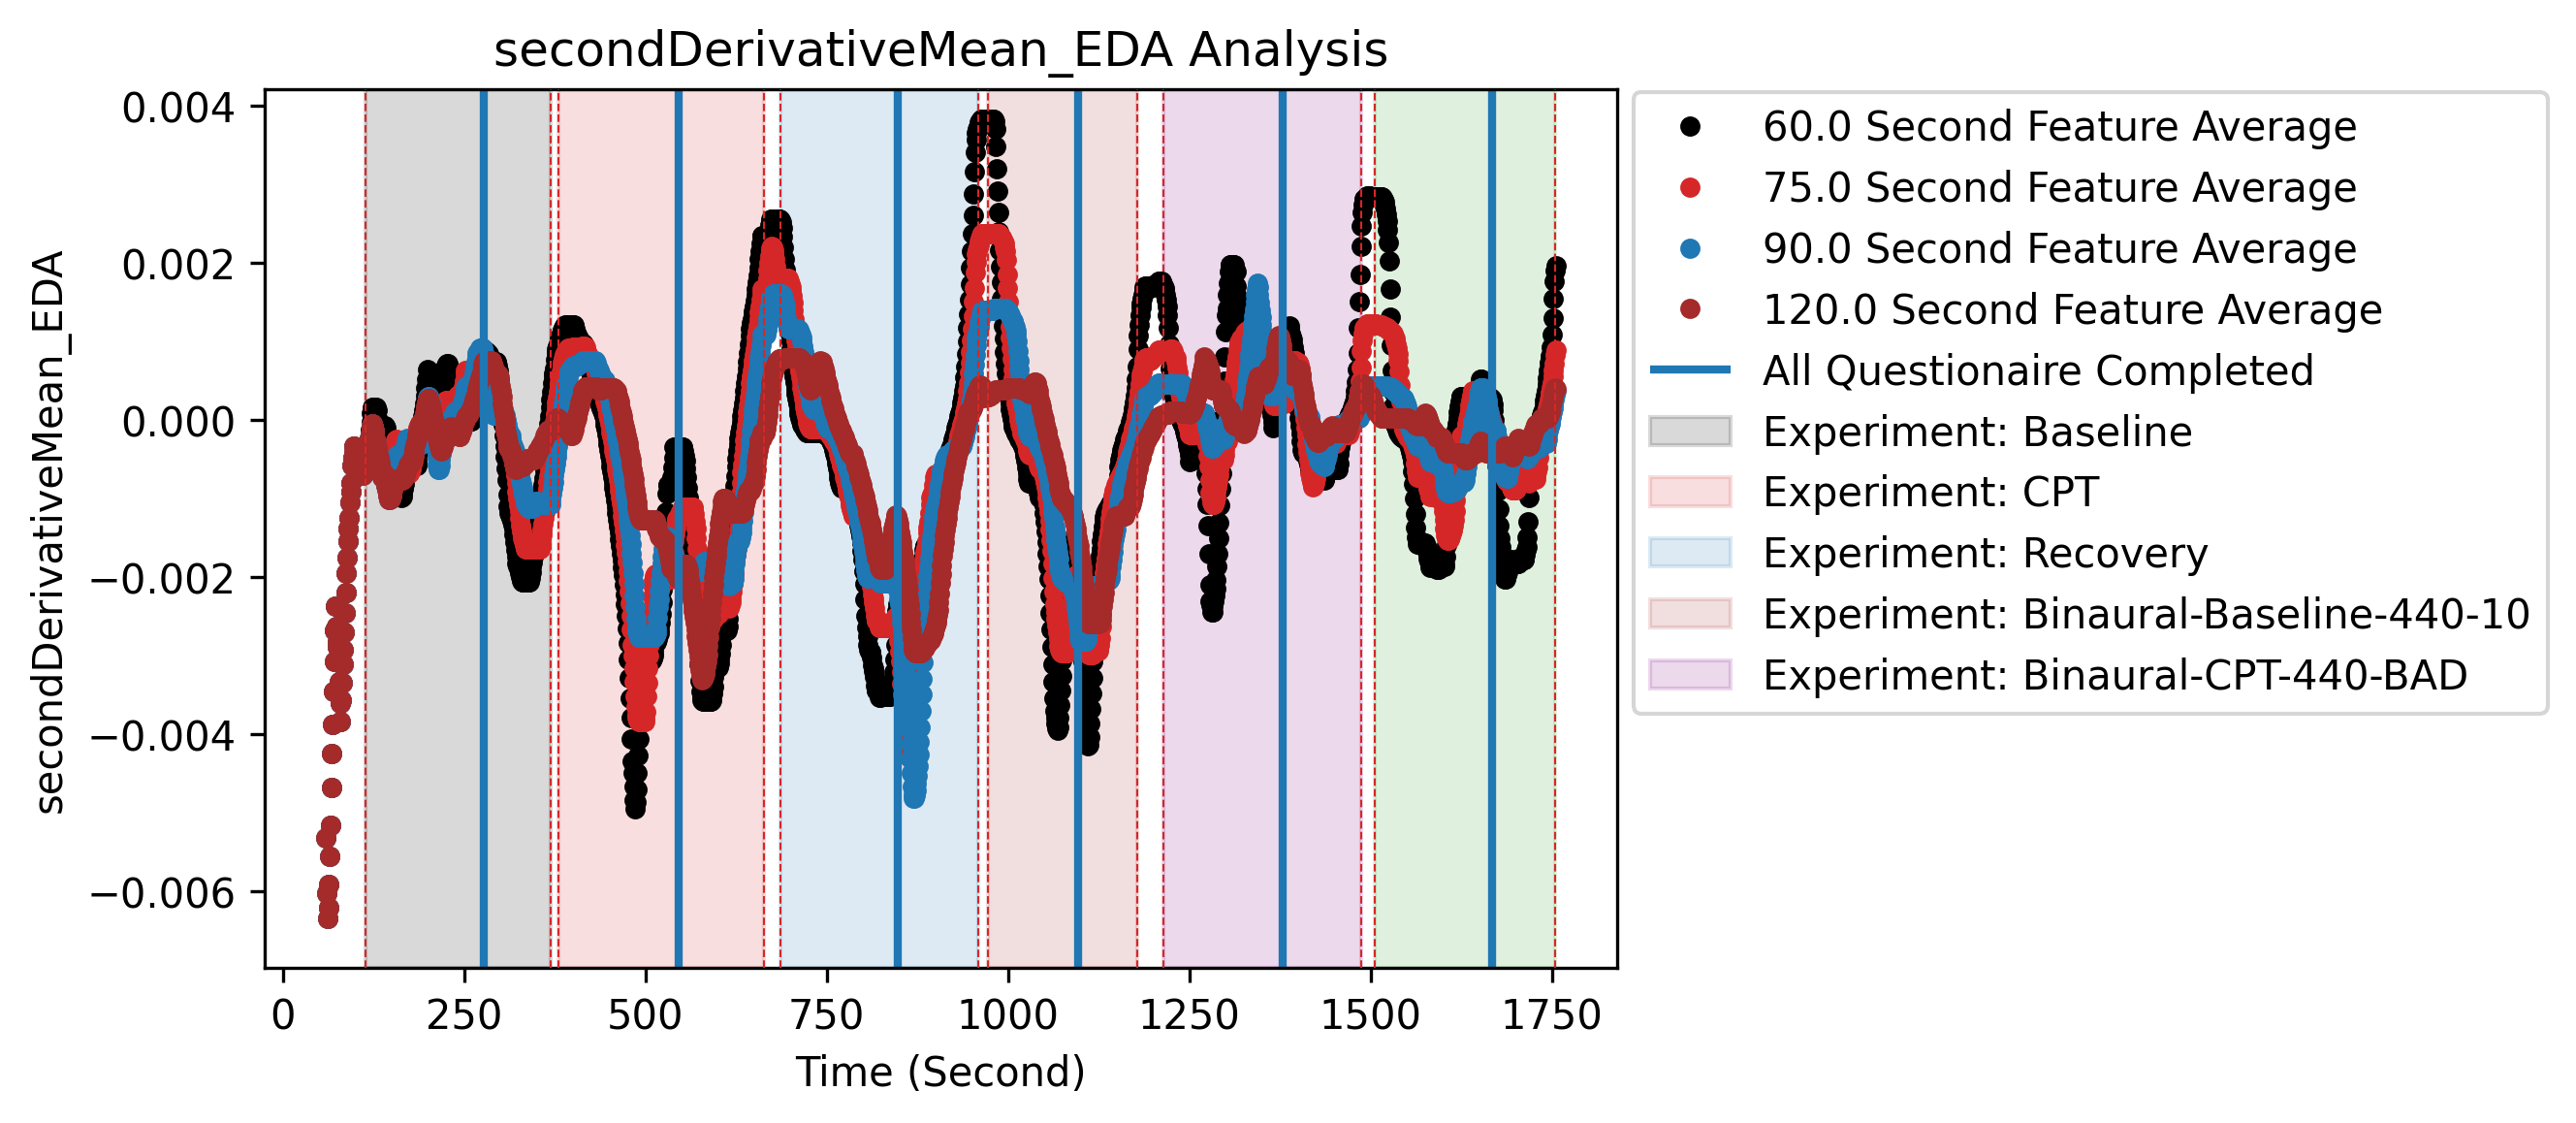 secondDerivativeMean_EDA Analysis
secondDerivativeMean_EDA
0.004
0.002
0.000
−0.002
−0.004
−0.006
0 250 500 750 1000 1250 1500 1750
Time (Second)
60.0 Second Feature Average
75.0 Second Feature Average
90.0 Second Feature Average
120.0 Second Feature Average
All Questionaire Completed
Experiment: Baseline
Experiment: CPT
Experiment: Recovery
Experiment: Binaural-Baseline-440-10
Experiment: Binaural-CPT-440-BAD